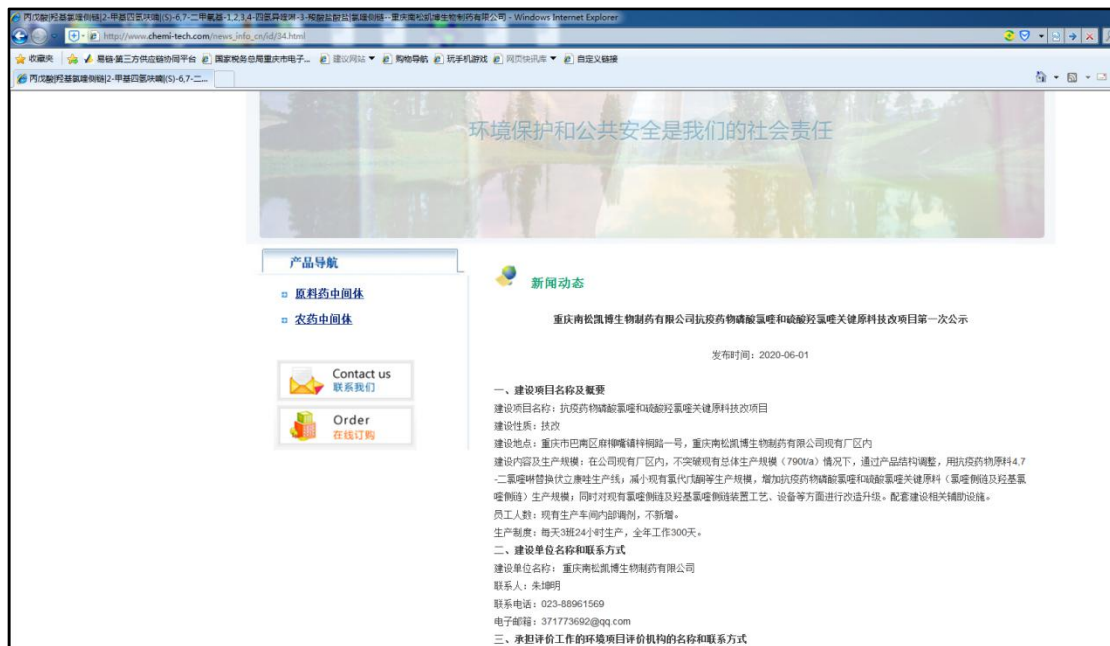 丙戊酸|羟基氯喹侧链|2-甲基四氢呋喃|(S)-6,7-二甲氧基-1,2,3,4-四氢异喹啉-3-羧酸盐酸盐|氯喹侧链--重庆南松凯博生物制药有限公司 - Windows Internet Explorer
http://www.chemi-tech.com/news_info_cn/id/34.html
收藏夹 易链-第三方供应链协同平台 国家税务总局重庆市电子... 建议网站 购物导航 玩手机游戏 网页快讯库 自定义链接
丙戊酸|羟基氯喹侧链|2-甲基四氢呋喃|(S)-6,7-二...
环境保护和公共安全是我们的社会责任
产品导航
原料药中间体
农药中间体
Contact us
联系我们
Order
在线订购
新闻动态
重庆南松凯博生物制药有限公司抗疫药物磷酸氯喹和硫酸羟氯喹关键原料技改项目第一次公示
发布时间：2020-06-01
一、建设项目名称及概要
建设项目名称：抗疫药物磷酸氯喹和硫酸羟氯喹关键原料技改项目
建设性质：技改
建设地点：重庆市巴南区麻柳嘴镇梓桐路一号，重庆南松凯博生物制药有限公司现有厂区内
建设内容及生产规模：在公司现有厂区内，不突破现有总体生产规模（790t/a）情况下，通过产品结构调整，用抗疫药物原料4,7
-二氯喹啉替换伏立康唑生产线；减小现有氯代戊酮等生产规模，增加抗疫药物磷酸氯喹和硫酸氯喹关键原料（氯喹侧链及羟基氯
喹侧链）生产规模；同时对现有氯喹侧链及羟基氯喹侧链装置工艺、设备等方面进行改造升级。配套建设相关辅助设施。
员工人数：现有生产车间内部调剂，不新增。
生产制度：每天3班24小时生产，全年工作300天。
二、建设单位名称和联系方式
建设单位名称： 重庆南松凯博生物制药有限公司
联系人：朱坤明
联系电话：023-88961569
电子邮箱：371773692@qq.com
三、承担评价工作的环境项目评价机构的名称和联系方式